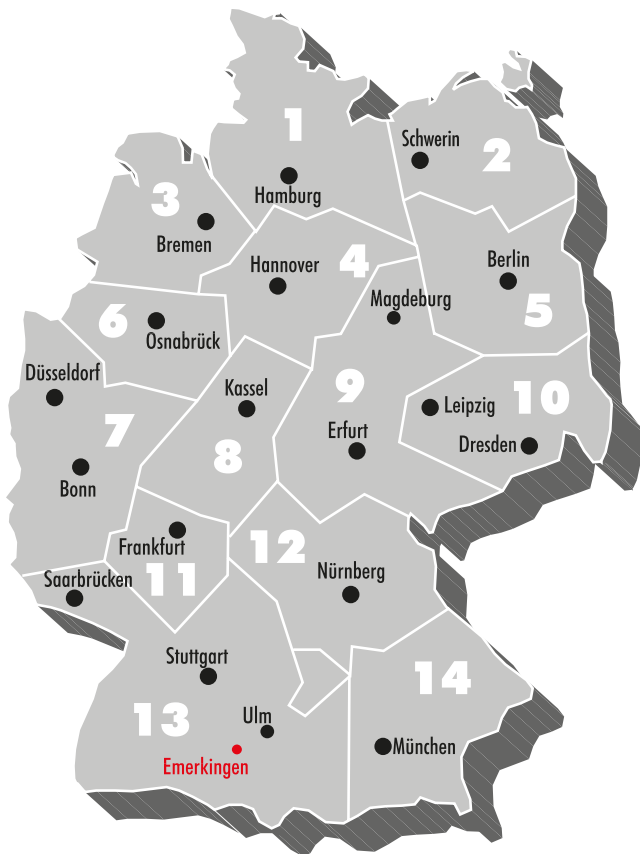 1
Schwerin
2
Hamburg
3
Bremen
Hannover
4
Berlin
Magdeburg
5
6
Osnabrück
Düsseldorf
Kassel
9
10
Leipzig
7
Erfurt
Dresden
8
Bonn
Frankfurt
12
11
Nürnberg
Saarbrücken
Stuttgart
14
13
Ulm
München
Emerkingen